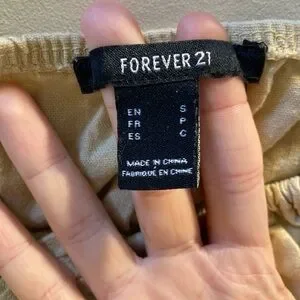 FOREVER 21
EN S
FR P
ES C
MADE IN CHINA
FABRIQUÉ EN CHINE